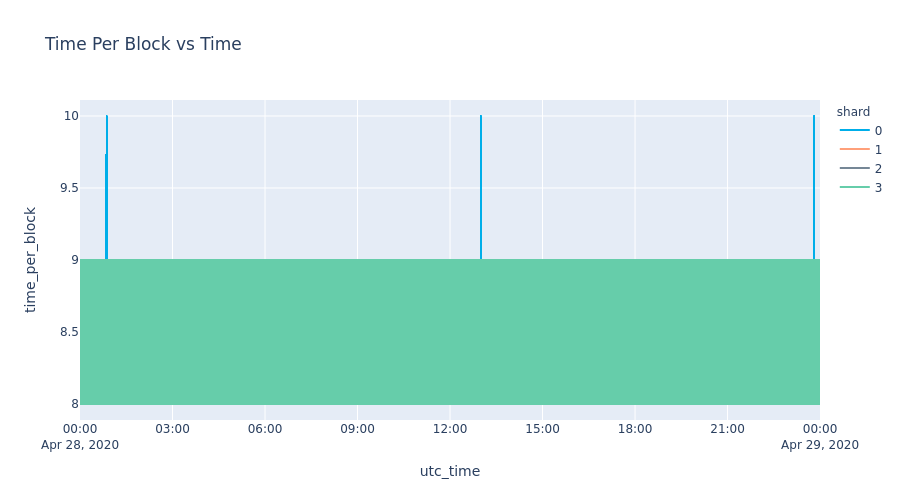 Time Per Block vs Time
shard
0
1
2
3
time_per_block
10
9.5
9
8.5
8
00:00 03:00 06:00 09:00 12:00 15:00 18:00 21:00 00:00
Apr 28, 2020 Apr 29, 2020
utc_time